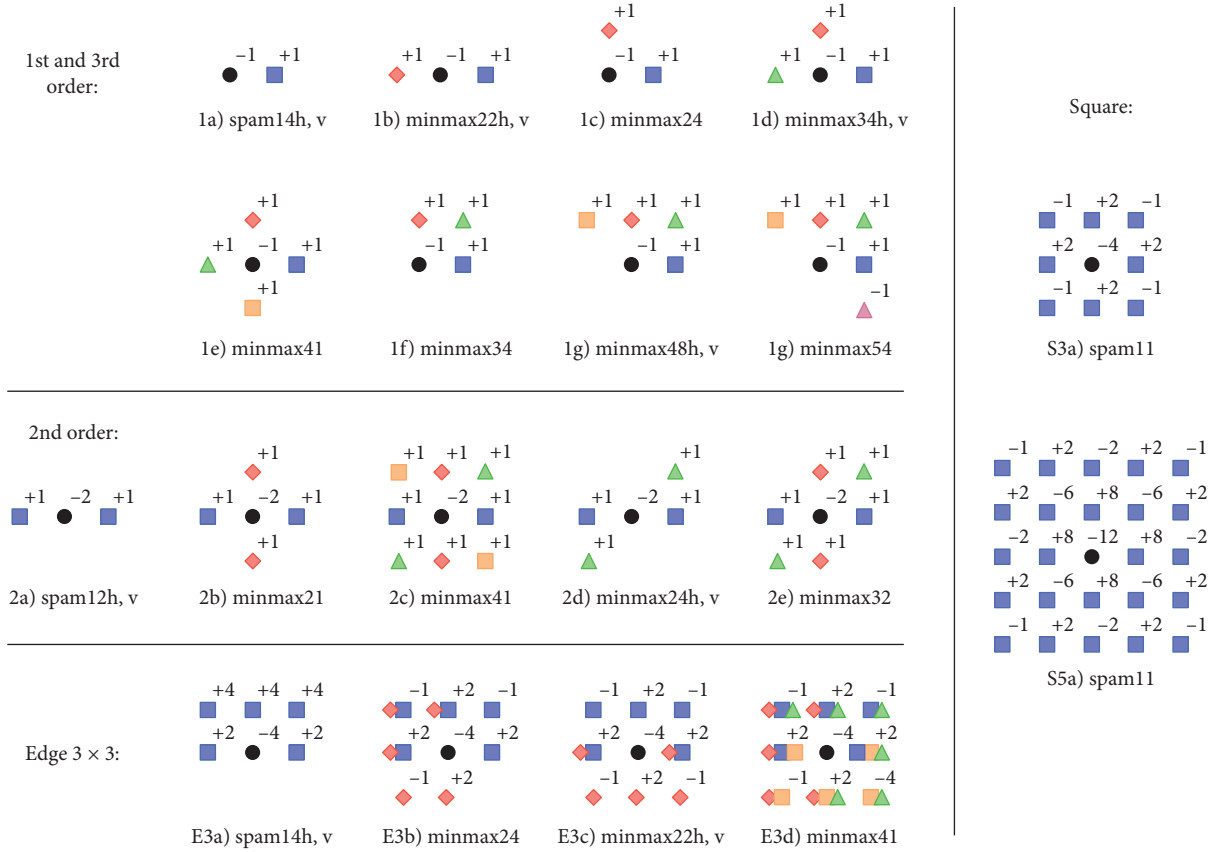 1st and 3rd
order:
−1 +1
+1 −1 +1
+1
−1 +1
+1
+1 −1 +1
1a) spam14h, v
1b) minmax22h, v
1c) minmax24
1d) minmax34h, v
+1
+1 −1 +1
+1
+1 +1
−1 +1
+1 +1 +1
−1 +1
+1 +1 +1
−1 +1
−1
1e) minmax41
1f) minmax34
1g) minmax48h, v
1g) minmax54
2nd order:
+1 −2 +1
+1
+1 −2 +1
+1
+1 +1 +1
+1 −2 +1
+1 +1 +1
+1
−2 +1
+1
+1 +1
+1 −2 +1
+1 +1
2a) spam12h, v
2b) minmax21
2c) minmax41
2d) minmax24h, v
2e) minmax32
Edge 3 × 3:
+4 +4 +4
+2 −4 +2
−1 +2 −1
+2 −4 +2
−1 +2
−1 +2 −1
+2 −4 +2
−1 +2 −1
−1 +2 −1
+2 −4 +2
−1 +2 −4
E3a) spam14h, v
E3b) minmax24
E3c) minmax22h, v
E3d) minmax41
Square:
−1 +2 −1
+2 −4 +2
−1 +2 −1
S3a) spam11
−1 +2 −2 +2 −1
+2 −6 +8 −6 +2
−2 +8 −12 +8 −2
+2 −6 +8 −6 +2
−1 +2 −2 +2 −1
S5a) spam11